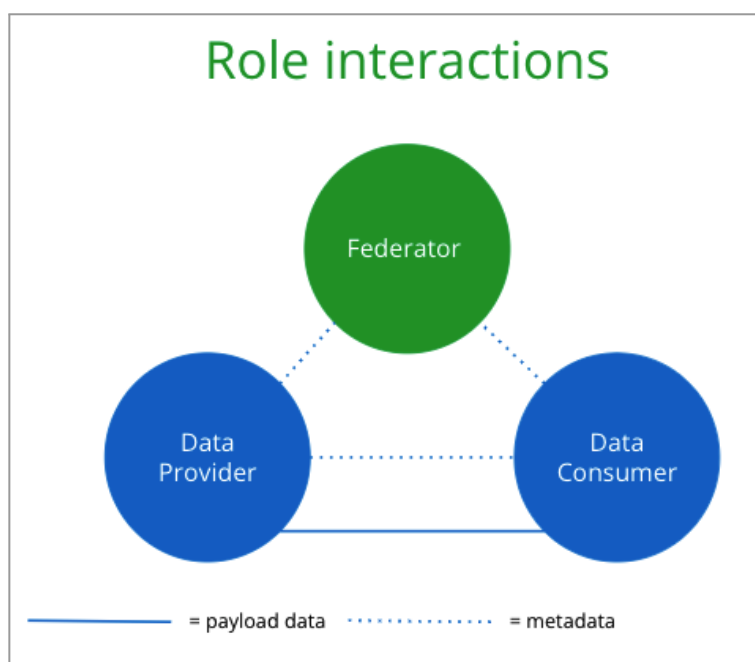 Role interactions
Federator
Data
Provider
Data
Consumer
= payload data
= metadata